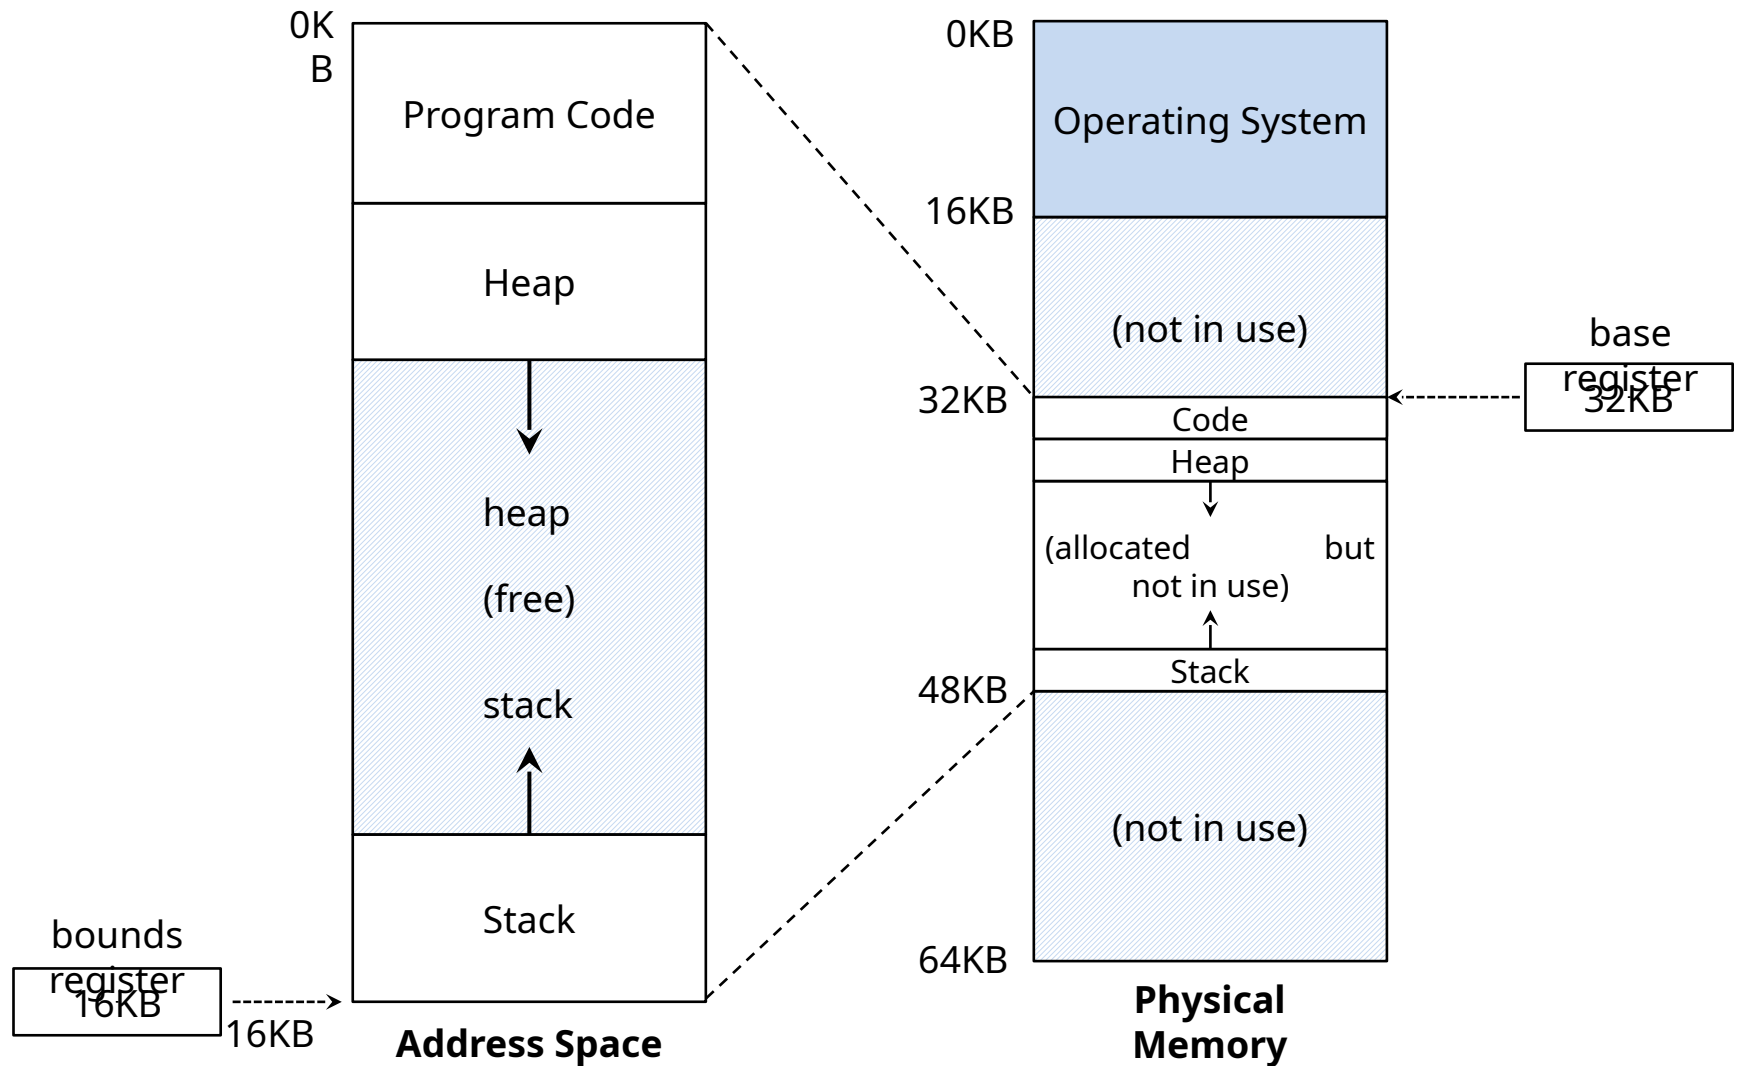 0K
B
Program Code
Heap
heap
(free)
stack
Stack
bounds
register
16KB
16KB
Address Space
0KB
Operating System
16KB
(not in use)
32KB
Code
Heap
(allocated but
not in use)
Stack
48KB
(not in use)
64KB
Physical
Memory
base
register
32KB